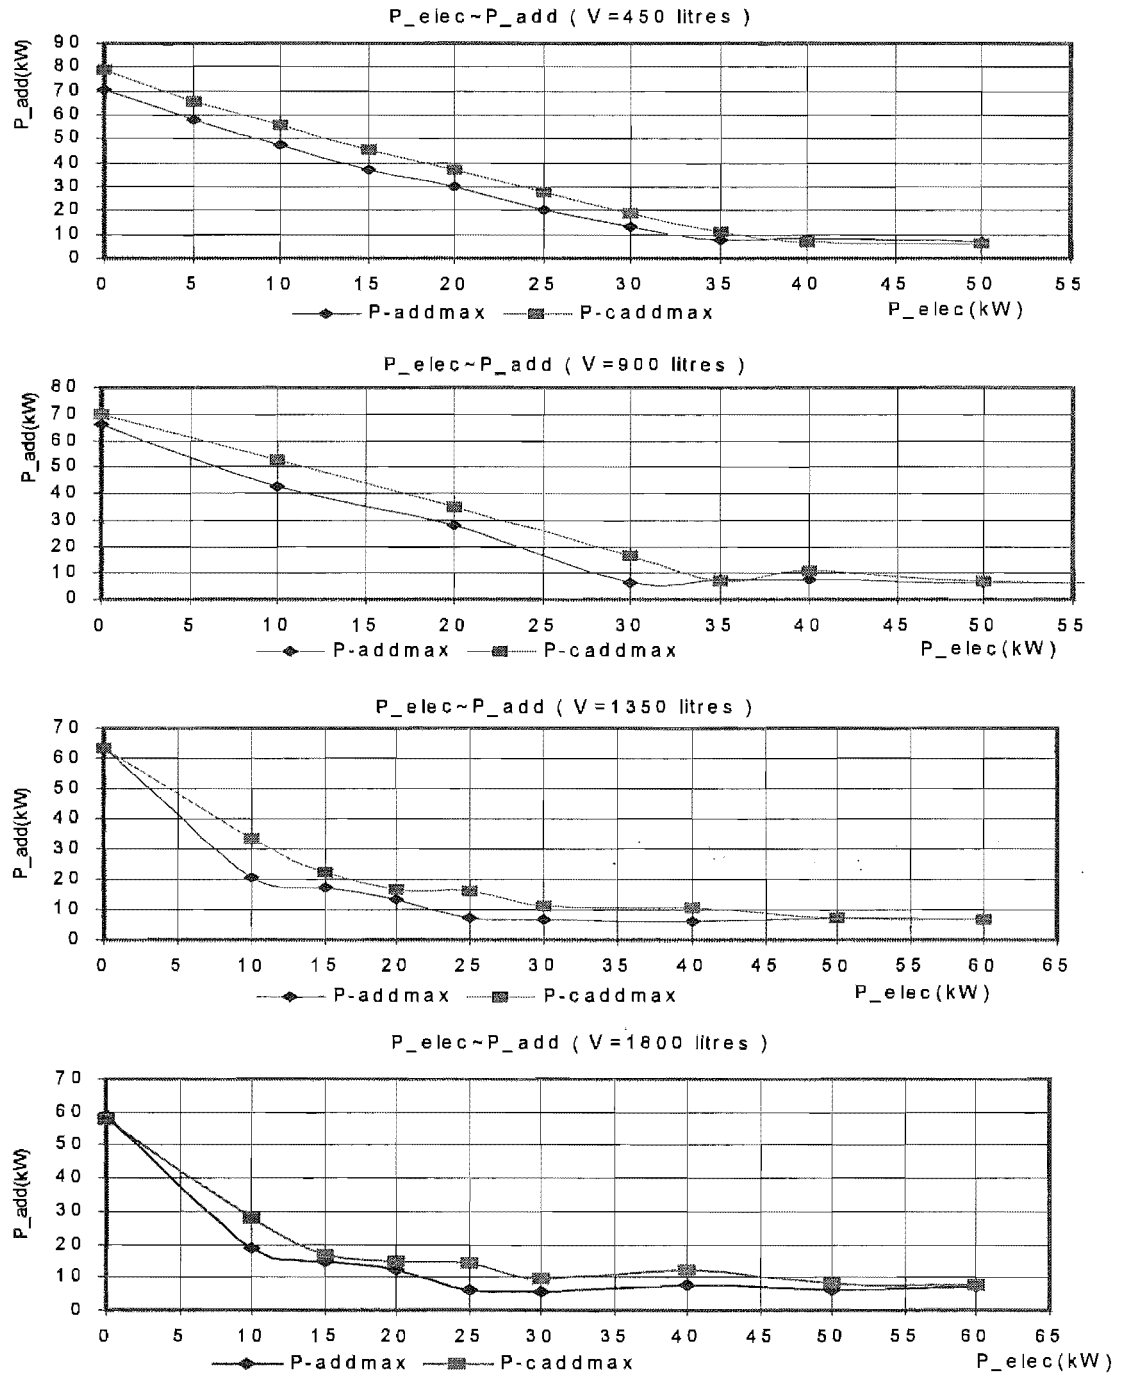 P_elec~P_add ( V=450 litres )
P_add(kW)
90
80
70
60
50
40
30
20
10
0
0 5 10 15 20 25 30 35 40 45 50 55
P-addmax P-caddmax P_elec(kW)
P_elec~P_add ( V=900 litres )
P_add(kW)
80
70
60
50
40
30
20
10
0
0 5 10 15 20 25 30 35 40 45 50 55
P-addmax P-caddmax P_elec(kW)
P_elec~P_add ( V=1350 litres )
P_add(kW)
70
60
50
40
30
20
10
0
0 5 10 15 20 25 30 35 40 45 50 55 60 65
P-addmax P-caddmax P_elec(kW)
P_elec~P_add ( V=1800 litres )
P_add(kW)
70
60
50
40
30
20
10
0
0 5 10 15 20 25 30 35 40 45 50 55 60 65
P-addmax P-caddmax P_elec(kW)